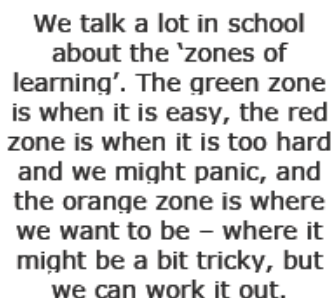 We talk a lot in school
about the ‘zones of
learning’. The green zone
is when it is easy, the red
zone is when it is too hard
and we might panic, and
the orange zone is where
we want to be – where it
might be a bit tricky, but
we can work it out.